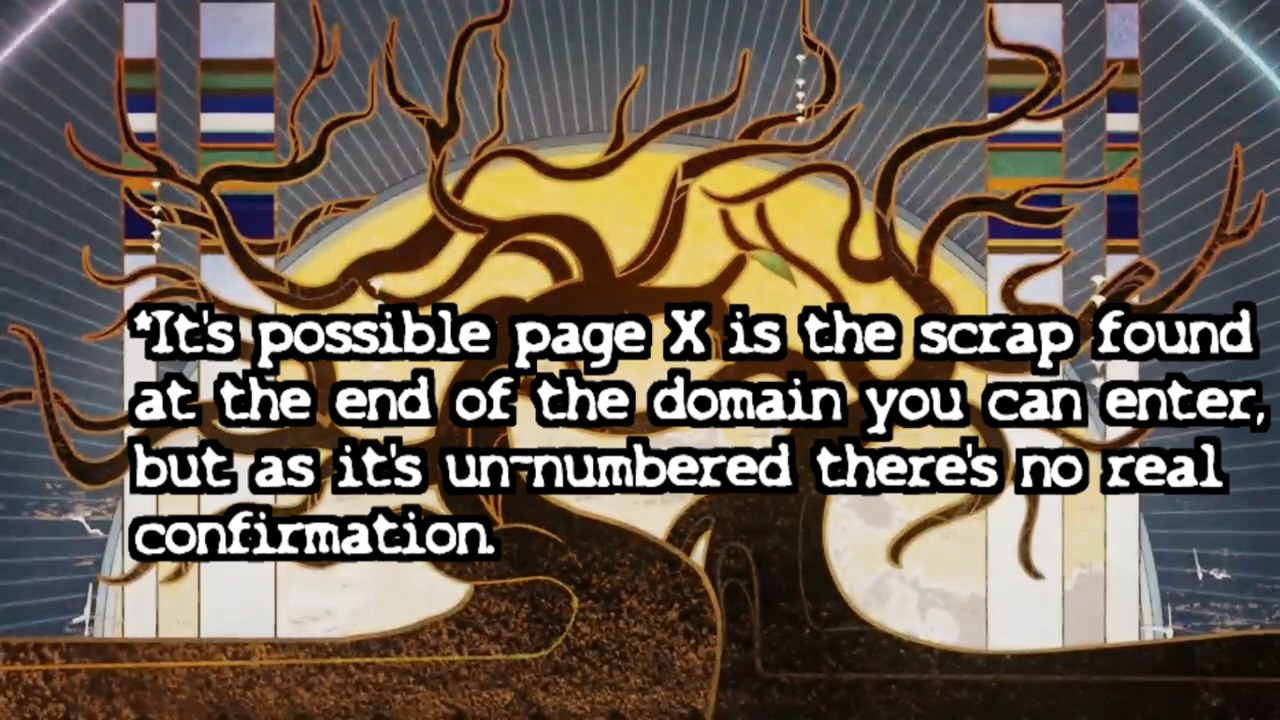 *It's possible page X is the scrap found
at the end of the domain you can enter,
but as it's un-numbered there's no real
confirmation.